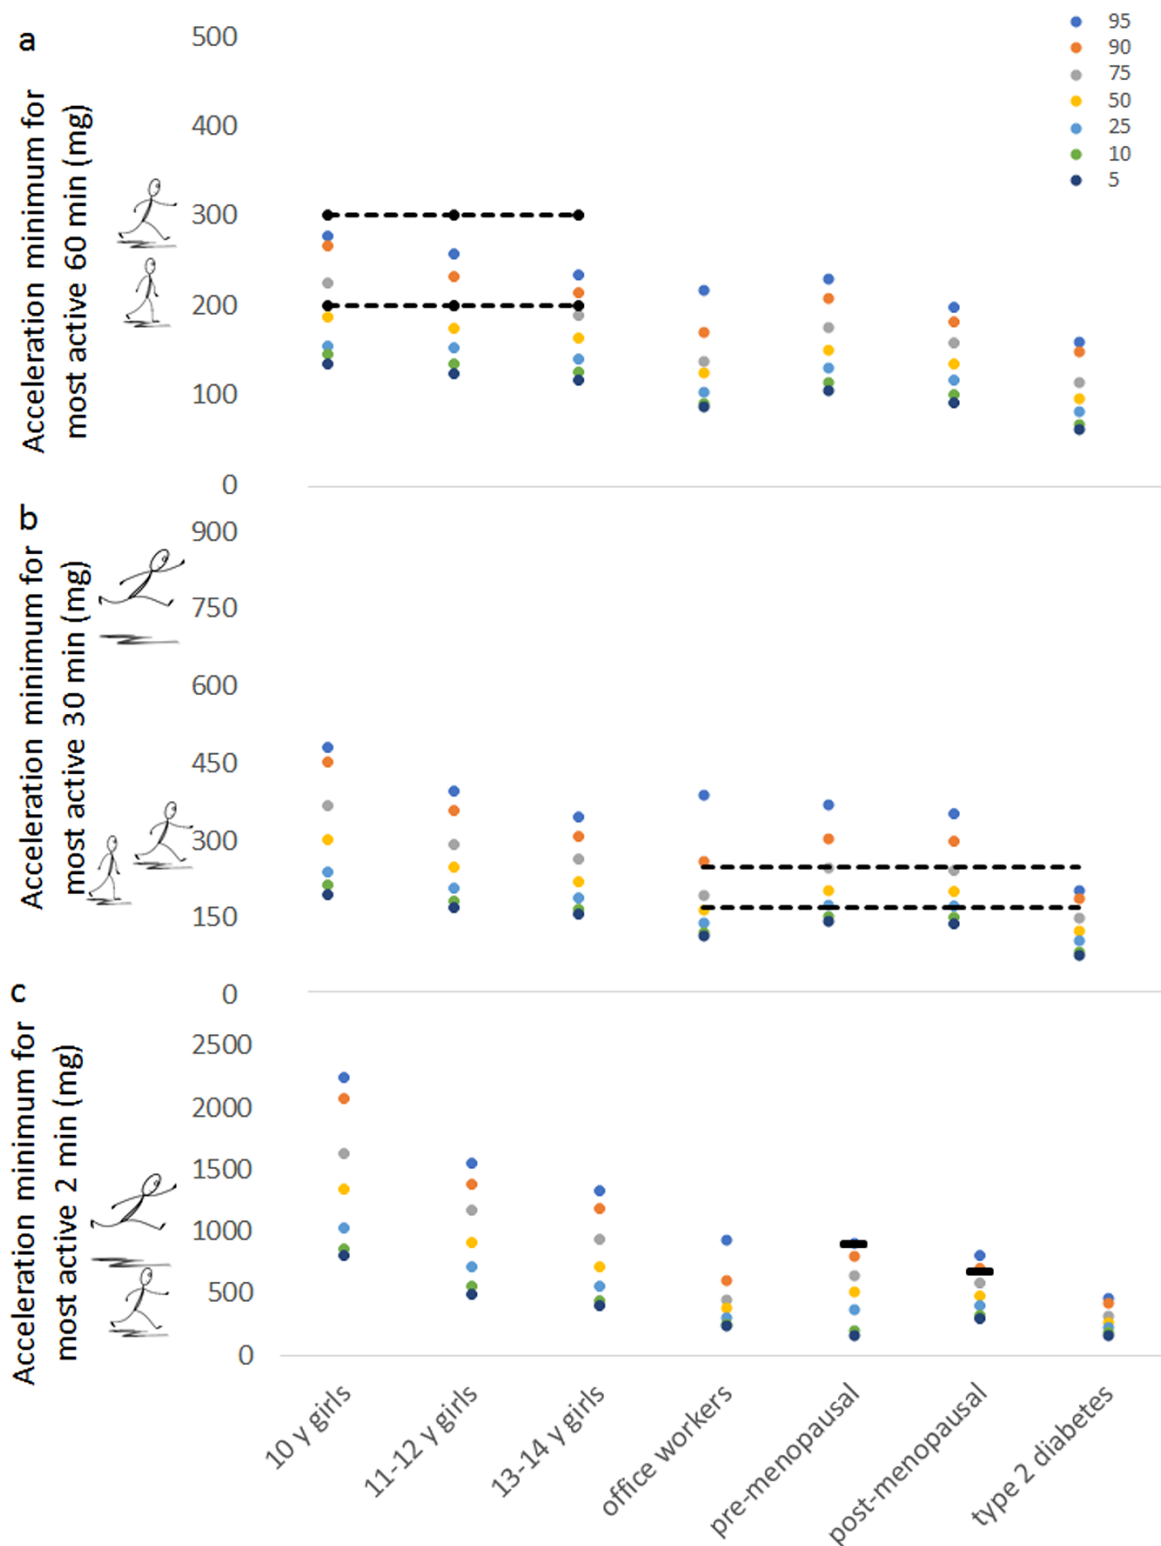 a
Acceleration minimum for
most active 60 min (mg)
500
400
300
200
100
0
95
90
75
50
25
10
5
b
Acceleration minimum for
most active 30 min (mg)
900
750
600
450
300
150
0
c
Acceleration minimum for
most active 2 min (mg)
2500
2000
1500
1000
500
0
10 y girls
11-12 y girls
13-14 y girls
office workers
pre-menopausal
post-menopausal
type 2 diabetes